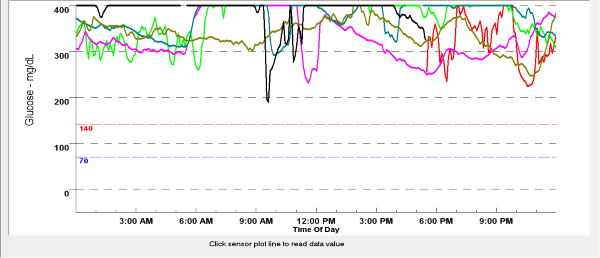 400
300
200
140
100
70
0
Glucose - mg/dL
3:00 AM 6:00 AM 9:00 AM 12:00 PM 3:00 PM 6:00 PM 9:00 PM
Time Of Day
Click sensor plot line to read data value